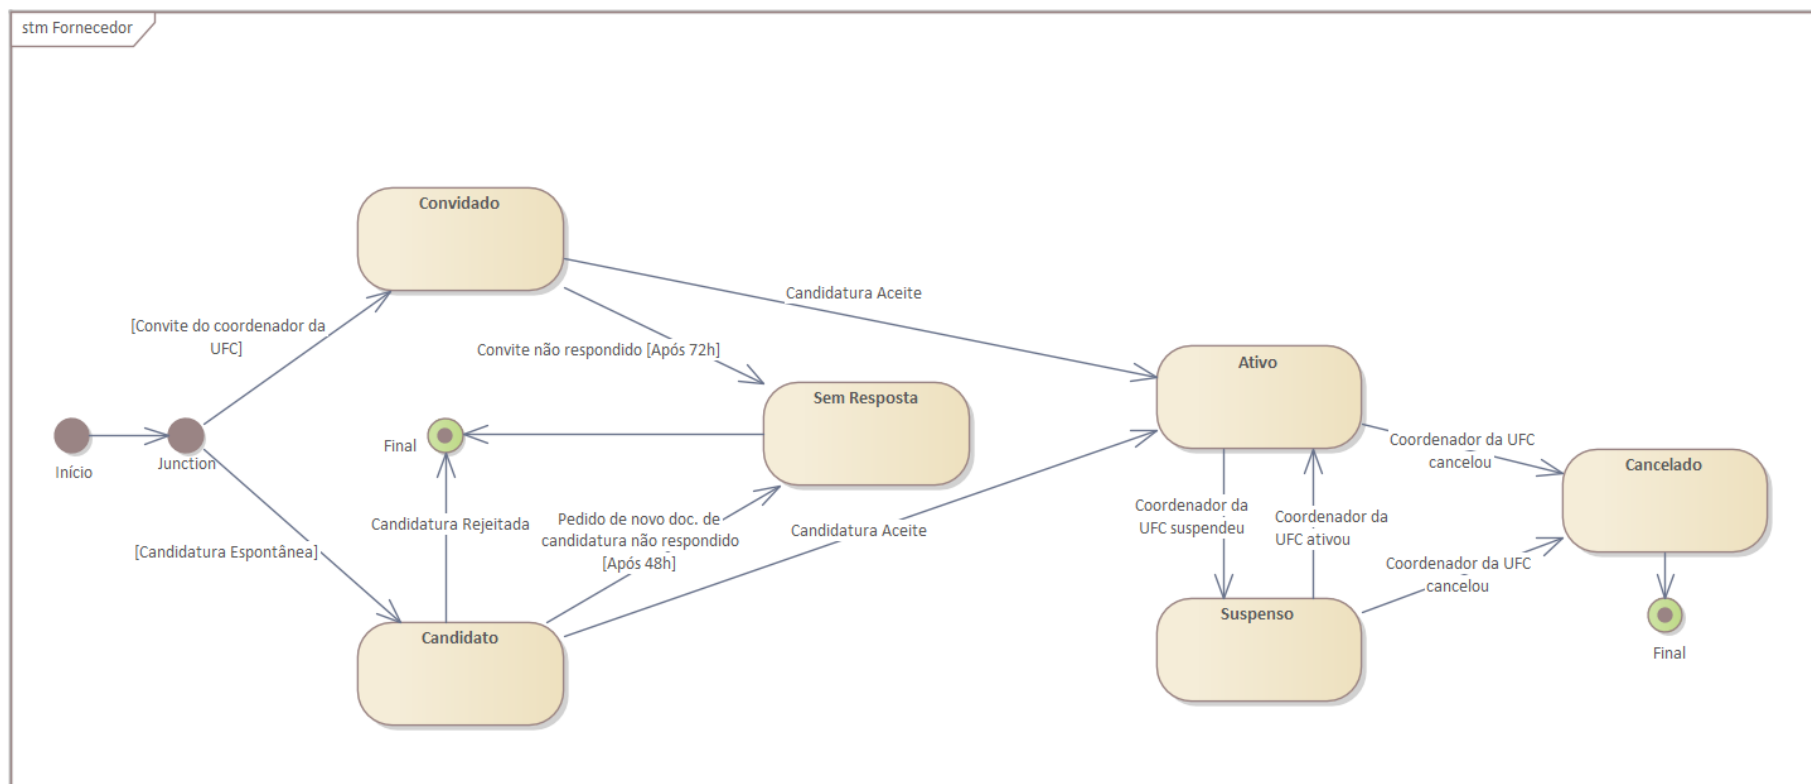 stm Fornecedor
Convidado
Candidatura Aceite
[Convite do coordenador da
UFC]
Convite não respondido [Após 72h]
Ativo
Sem Resposta
Final
Início
Junction
Coordenador da UFC
cancelou
Cancelado
Candidatura Rejeitada
Pedido de novo doc. de
candidatura não respondido
[Após 48h]
Candidatura Aceite
Coordenador da
UFC suspendeu
Coordenador da
UFC ativou
[Candidatura Espontânea]
Coordenador da UFC
cancelou
Candidato
Suspenso
Final